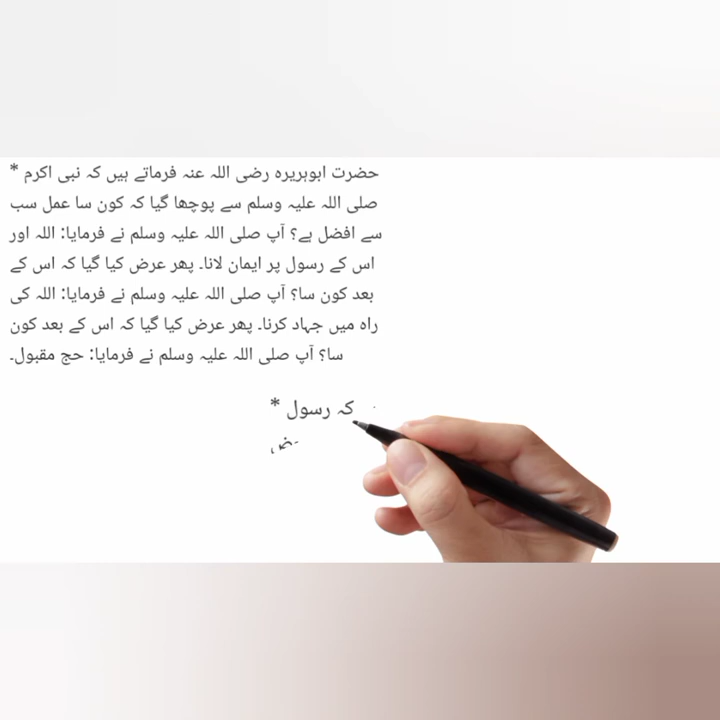 حضرت ابوہریرہ رضی اللہ عنہ فرماتے ہیں کہ نبی اکرم *
صلی اللہ علیہ وسلم سے پوچھا گیا کہ کون سا عمل سب
سے افضل ہے؟ آپ صلی اللہ علیہ وسلم نے فرمایا: اللہ اور
اس کے رسول پر ایمان لانا۔ پھر عرض کیا گیا کہ اس کے
بعد کون سا؟ آپ صلی اللہ علیہ وسلم نے فرمایا: اللہ کی
راہ میں جہاد کرنا۔ پھر عرض کیا گیا کہ اس کے بعد کون
سا؟ آپ صلی اللہ علیہ وسلم نے فرمایا: حج مقبول۔
کہ رسول *